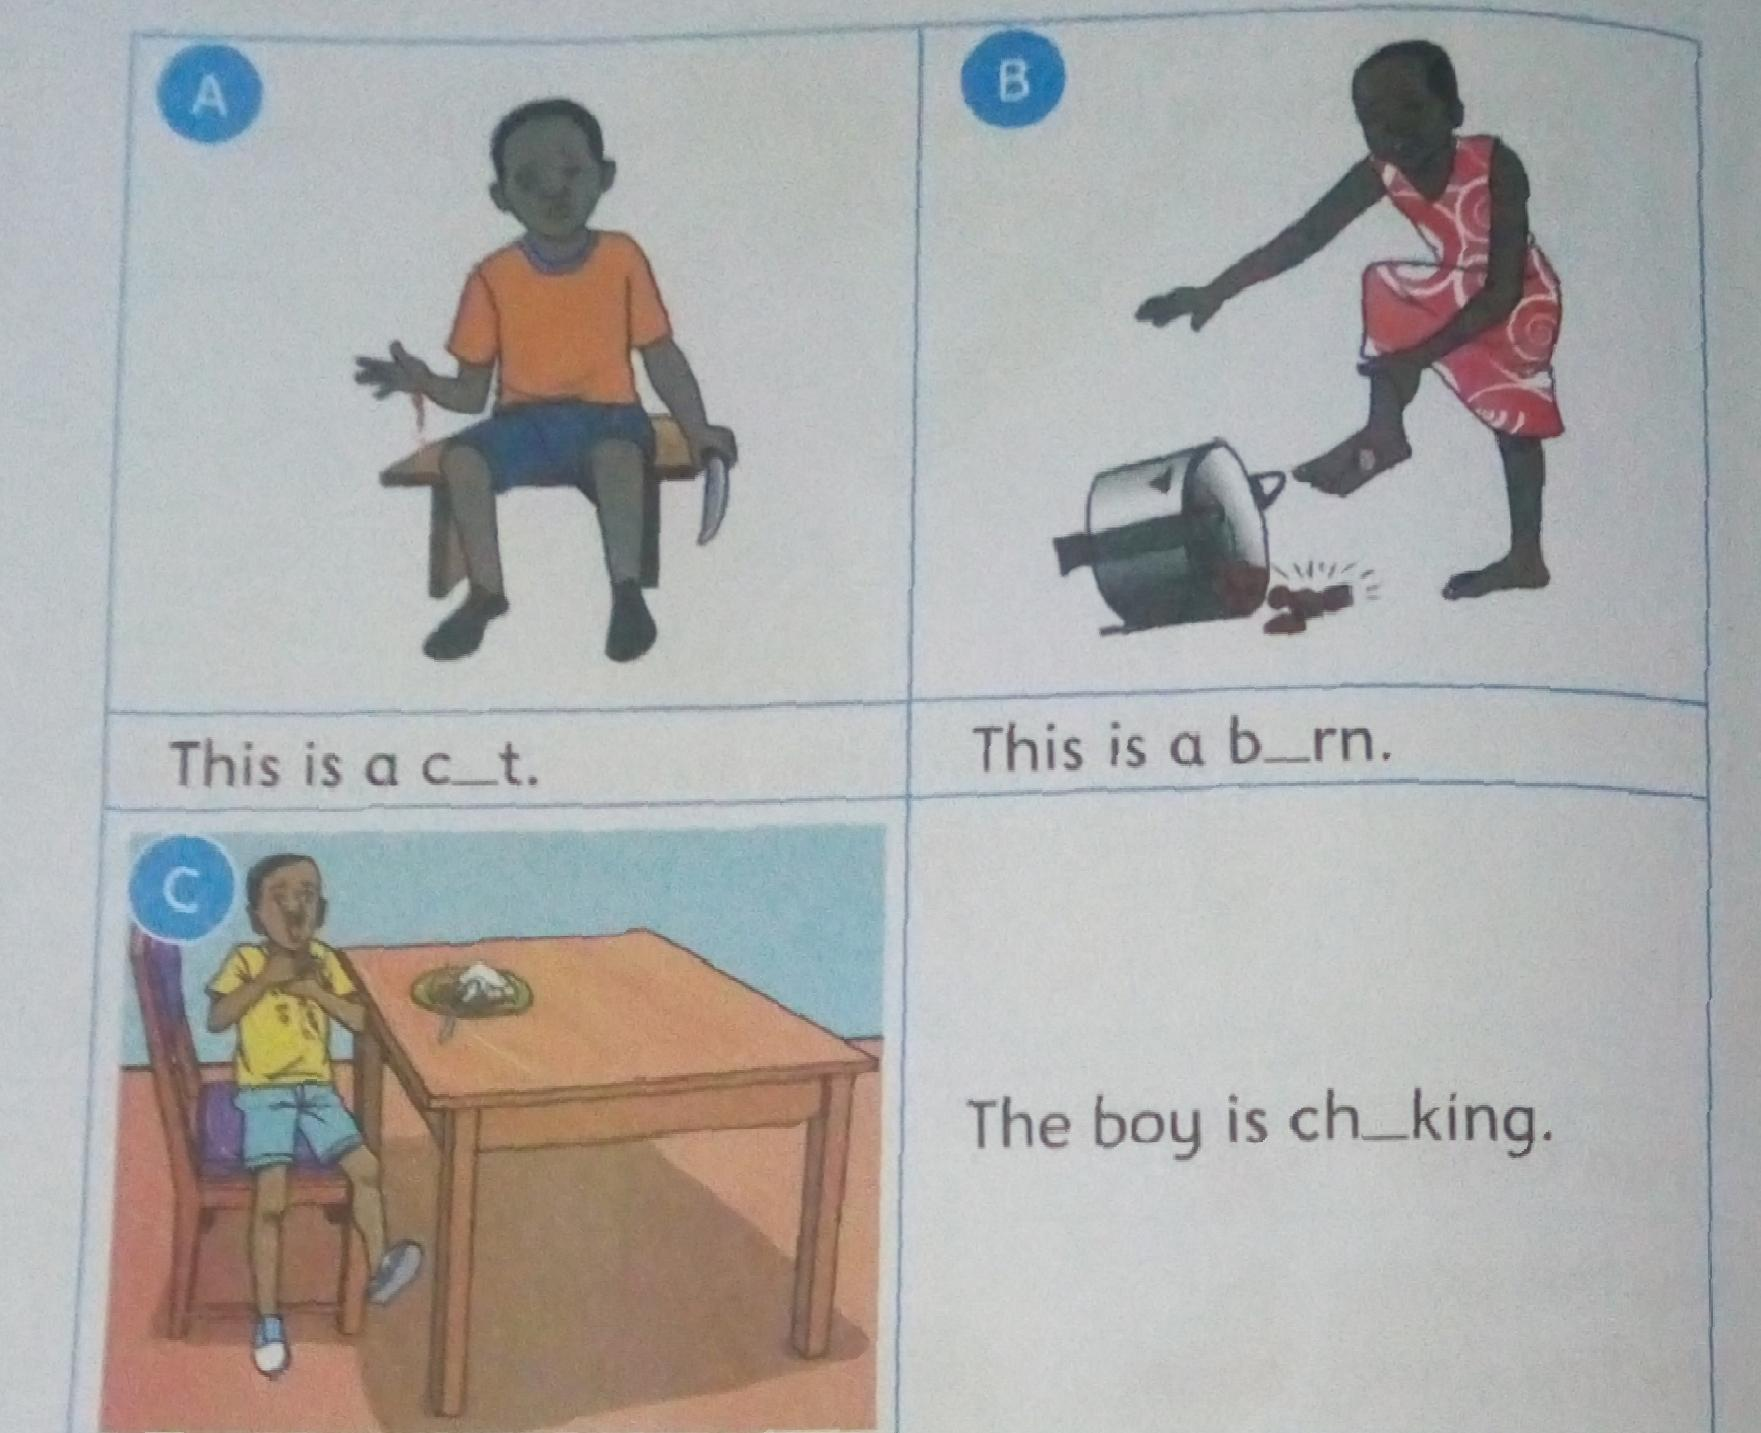 A
B
This is a c_t.
This is a b_rn.
C
The boy is ch_king.